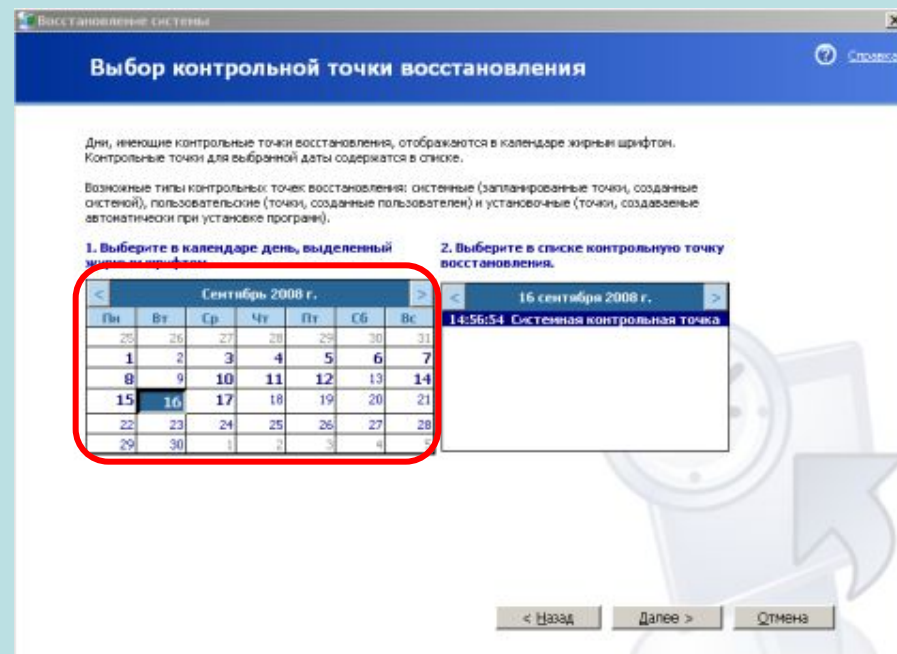 Восстановление системы
Выбор контрольной точки восстановления
Справка
Дни, имеющие контрольные точки восстановления, отображаются в календаре жирным шрифтом.
Контрольные точки для выбранной даты содержатся в списке.
Возможные типы контрольных точек восстановления: системные (запланированные точки, созданные
системой), пользовательские (точки, созданные пользователем) и установочные (точки, создаваемые
автоматически при установке программ).
1. Выберите в календаре день, выделенный
жирным шрифтом.
2. Выберите в списке контрольную точку
восстановления.
< Сентябрь 2008 г. >
Пн Вт Ср Чт Пт Сб Вс
25 26 27 28 29 30 31
1 2 3 4 5 6 7
8 9 10 11 12 13 14
15 16 17 18 19 20 21
22 23 24 25 26 27 28
29 30 1 2 3 4 5
< 16 сентября 2008 г. >
14:56:54 Системная контрольная точка
< Назад
Далее >
Отмена